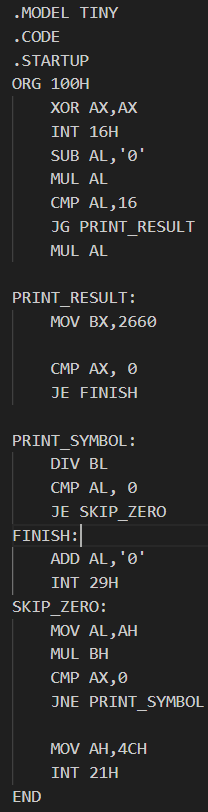 .MODEL TINY
.CODE
.STARTUP
ORG 100H
XOR AX,AX
INT 16H
SUB AL,'0'
MUL AL
CMP AL,16
JG PRINT_RESULT
MUL AL
PRINT_RESULT:
MOV BX,2660
CMP AX, 0
JE FINISH
PRINT_SYMBOL:
DIV BL
CMP AL, 0
JE SKIP_ZERO
FINISH:
ADD AL,'0'
INT 29H
SKIP_ZERO:
MOV AL,AH
MUL BH
CMP AX,0
JNE PRINT_SYMBOL
MOV AH,4CH
INT 21H
END